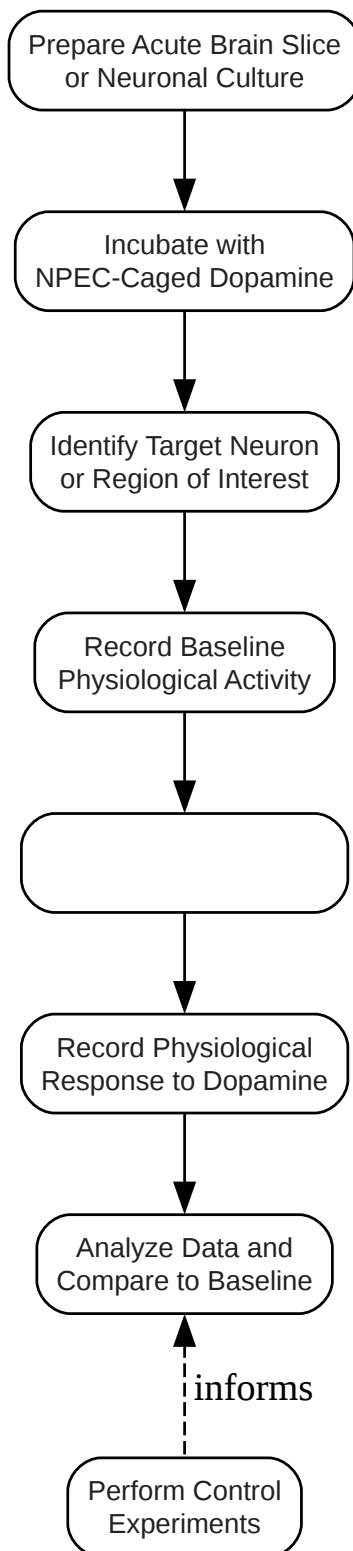 Prepare Acute Brain Slice
or Neuronal Culture
Incubate with
NPEC-Caged Dopamine
Identify Target Neuron
or Region of Interest
Record Baseline
Physiological Activity
Record Physiological
Response to Dopamine
Analyze Data and
Compare to Baseline
informs
Perform Control
Experiments